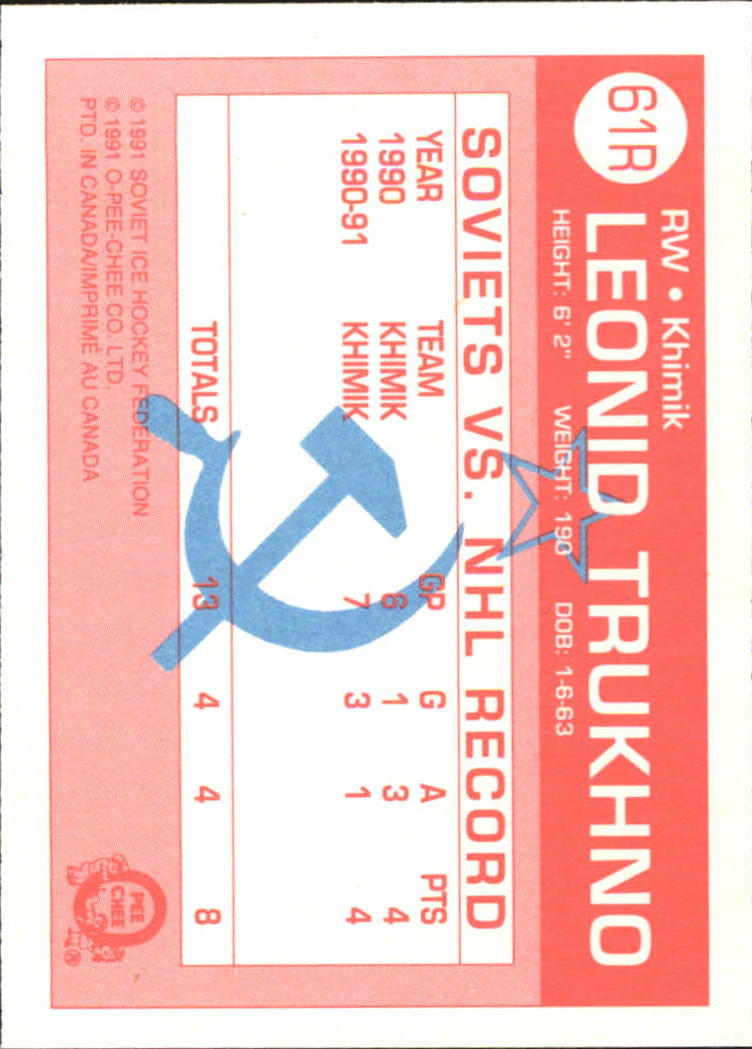 61R
RW • Khimik
LEONID TRUKHNO
HEIGHT: 6' 2" WEIGHT: 190 DOB: 1-6-63
SOVIETS VS. NHL RECORD
YEAR TEAM GP G A PTS
1990 KHIMIK 6 1 3 4
1990-91 KHIMIK 7 3 1 4
TOTALS 13 4 4 8
© 1991 SOVIET ICE HOCKEY FEDERATION
© 1991 O-PEE-CHEE CO. LTD.
PTD. IN CANADA/IMPRIMÉ AU CANADA
O
PEE
CHEE
®